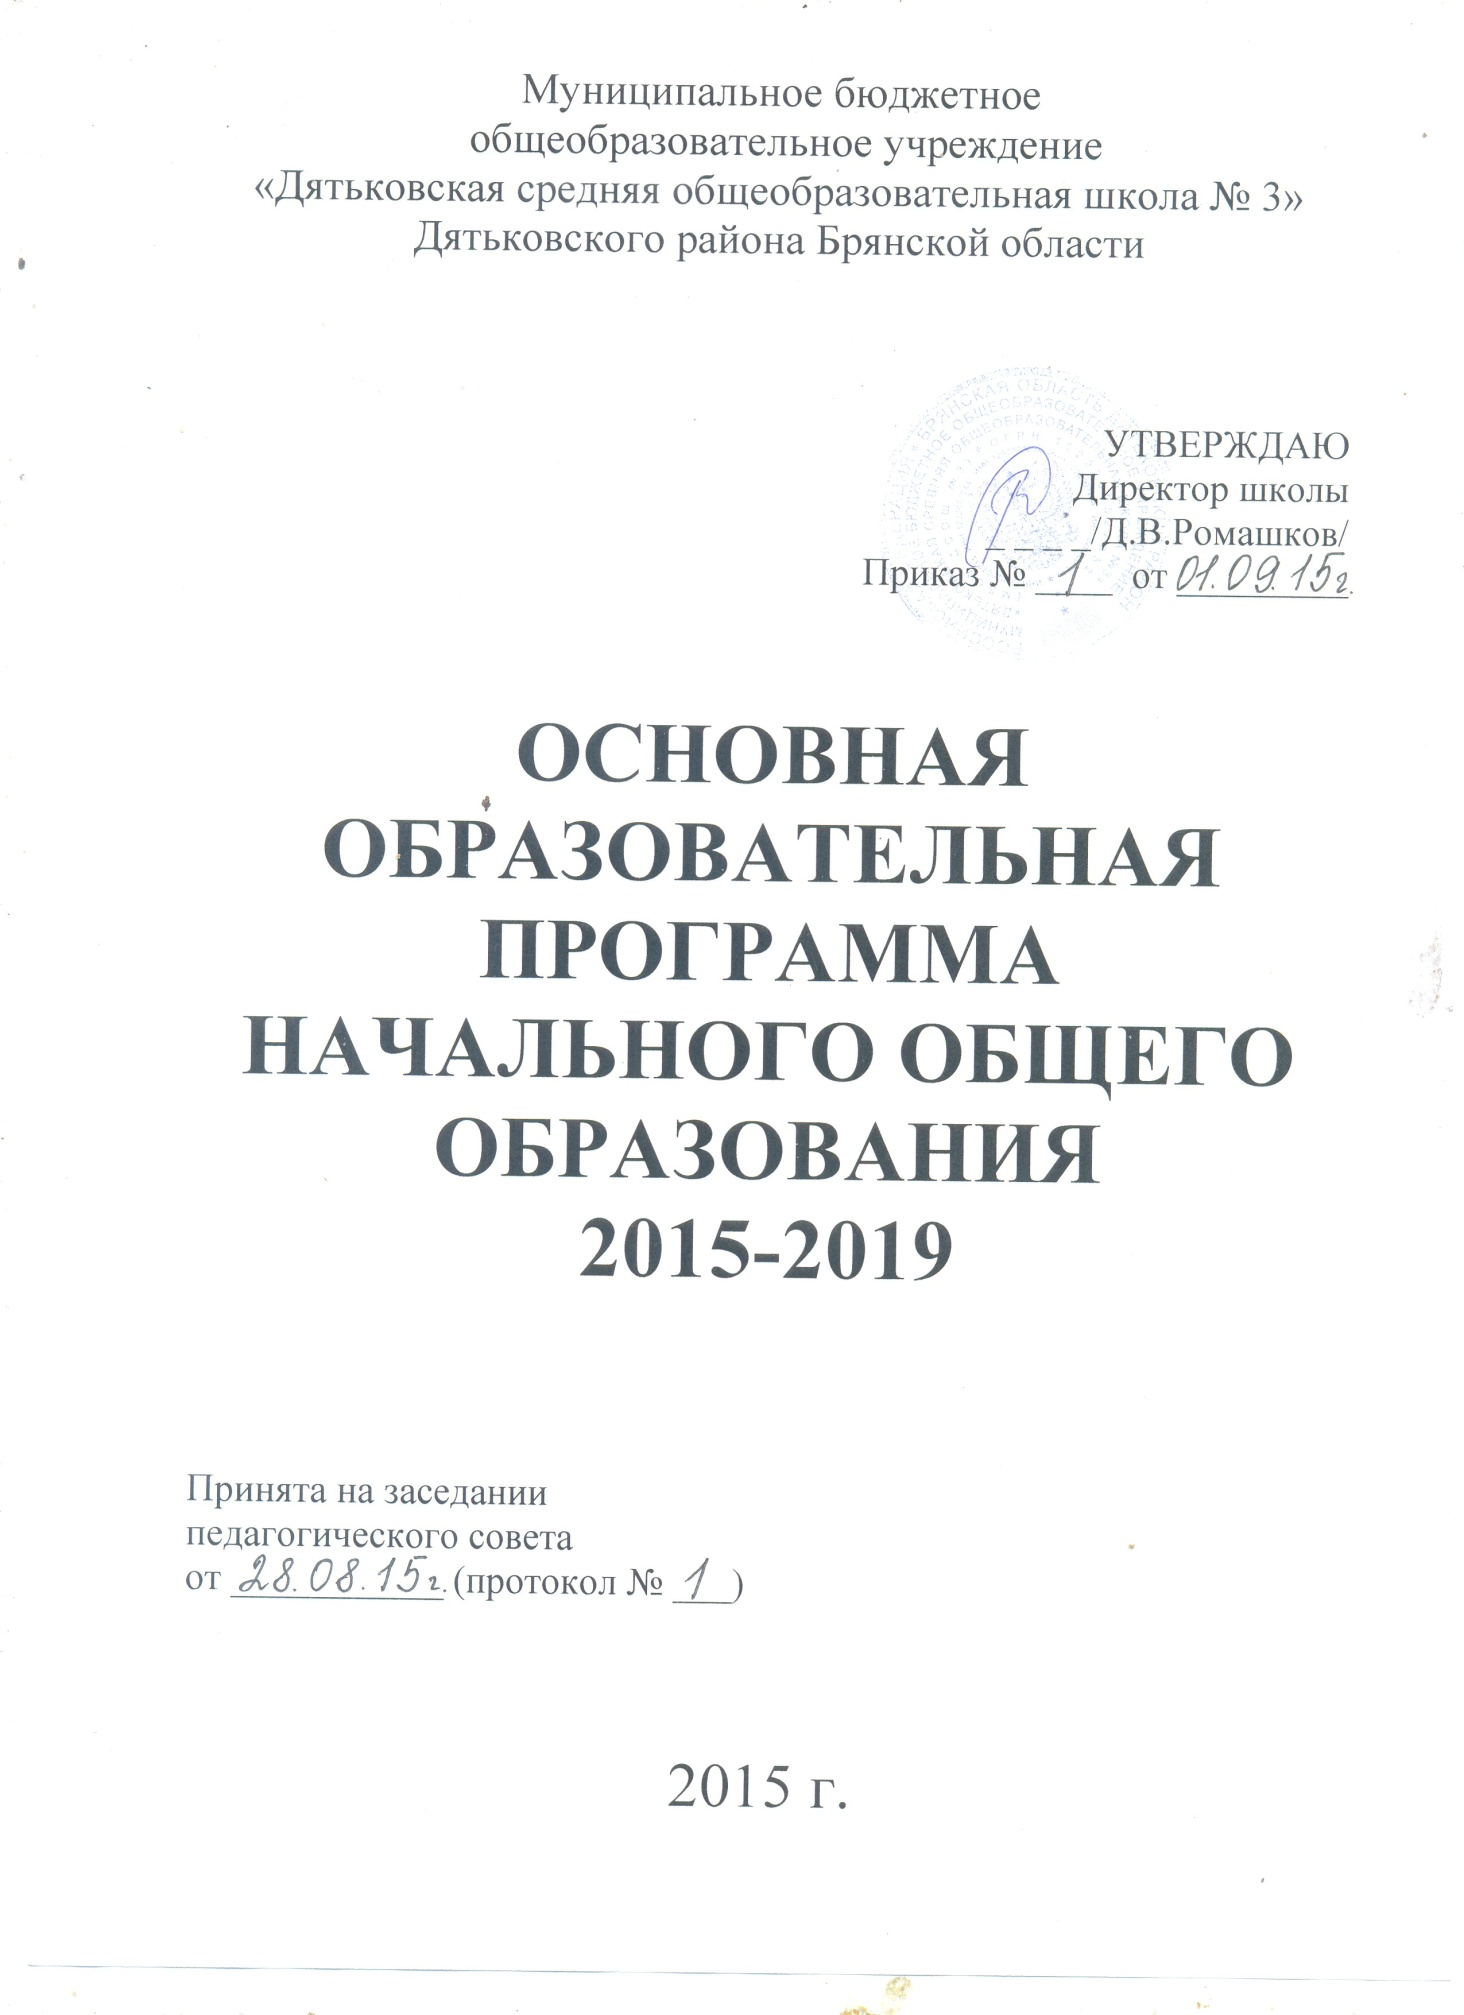 Муниципальное бюджетное
общеобразовательное учреждение
«Дятьковская средняя общеобразовательная школа № 3»
Дятьковского района Брянской области
УТВЕРЖДАЮ
Директор школы
_ _ _ _/Д.В.Ромашков/
Приказ № 1 от 01.09.15г.
ОСНОВНАЯ
ОБРАЗОВАТЕЛЬНАЯ
ПРОГРАММА
НАЧАЛЬНОГО ОБЩЕГО
ОБРАЗОВАНИЯ
2015-2019
Принята на заседании
педагогического совета
от 28.08.15г. (протокол № 1)
2015 г.